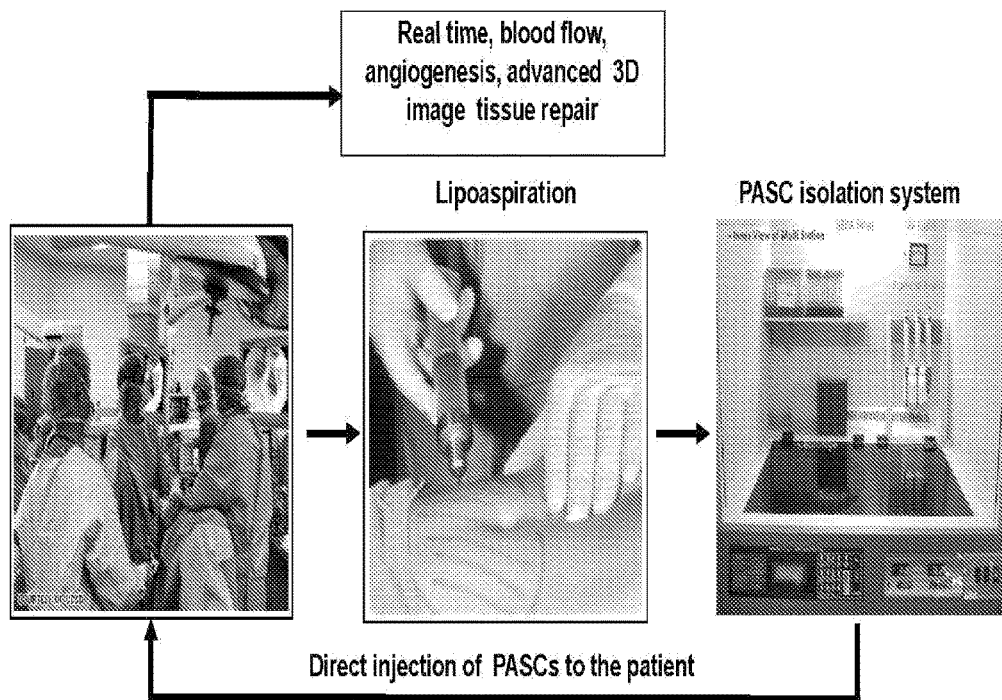 Real time, blood flow,
angiogenesis, advanced 3D
image tissue repair
Lipoaspiration
PASC isolation system
Direct injection of PASCs to the patient